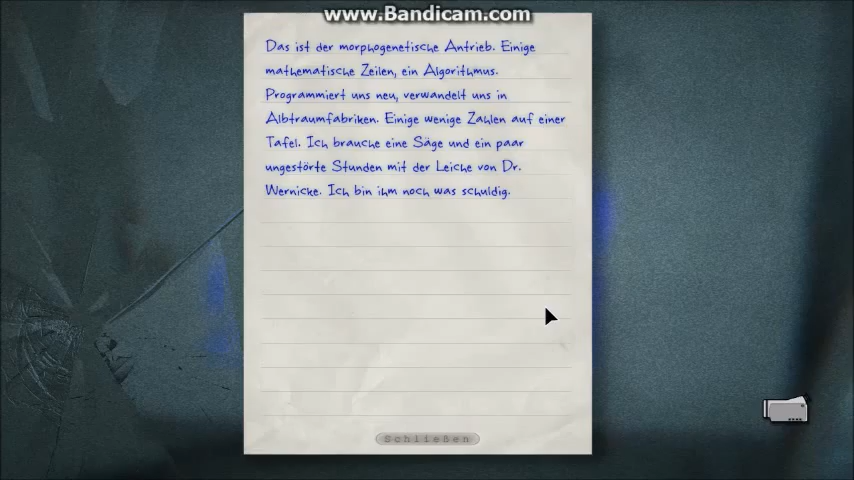 www.Bandicam.com
Das ist der morphogenetische Antrieb. Einige
mathematische Zeilen, ein Algorithmus.
Programmiert uns neu, verwandelt uns in
Albtraumfabriken. Einige wenige Zahlen auf einer
Tafel. Ich brauche eine Säge und ein paar
ungestörte Stunden mit der Leiche von Dr.
Wernicke. Ich bin ihm noch was schuldig.
Schließen